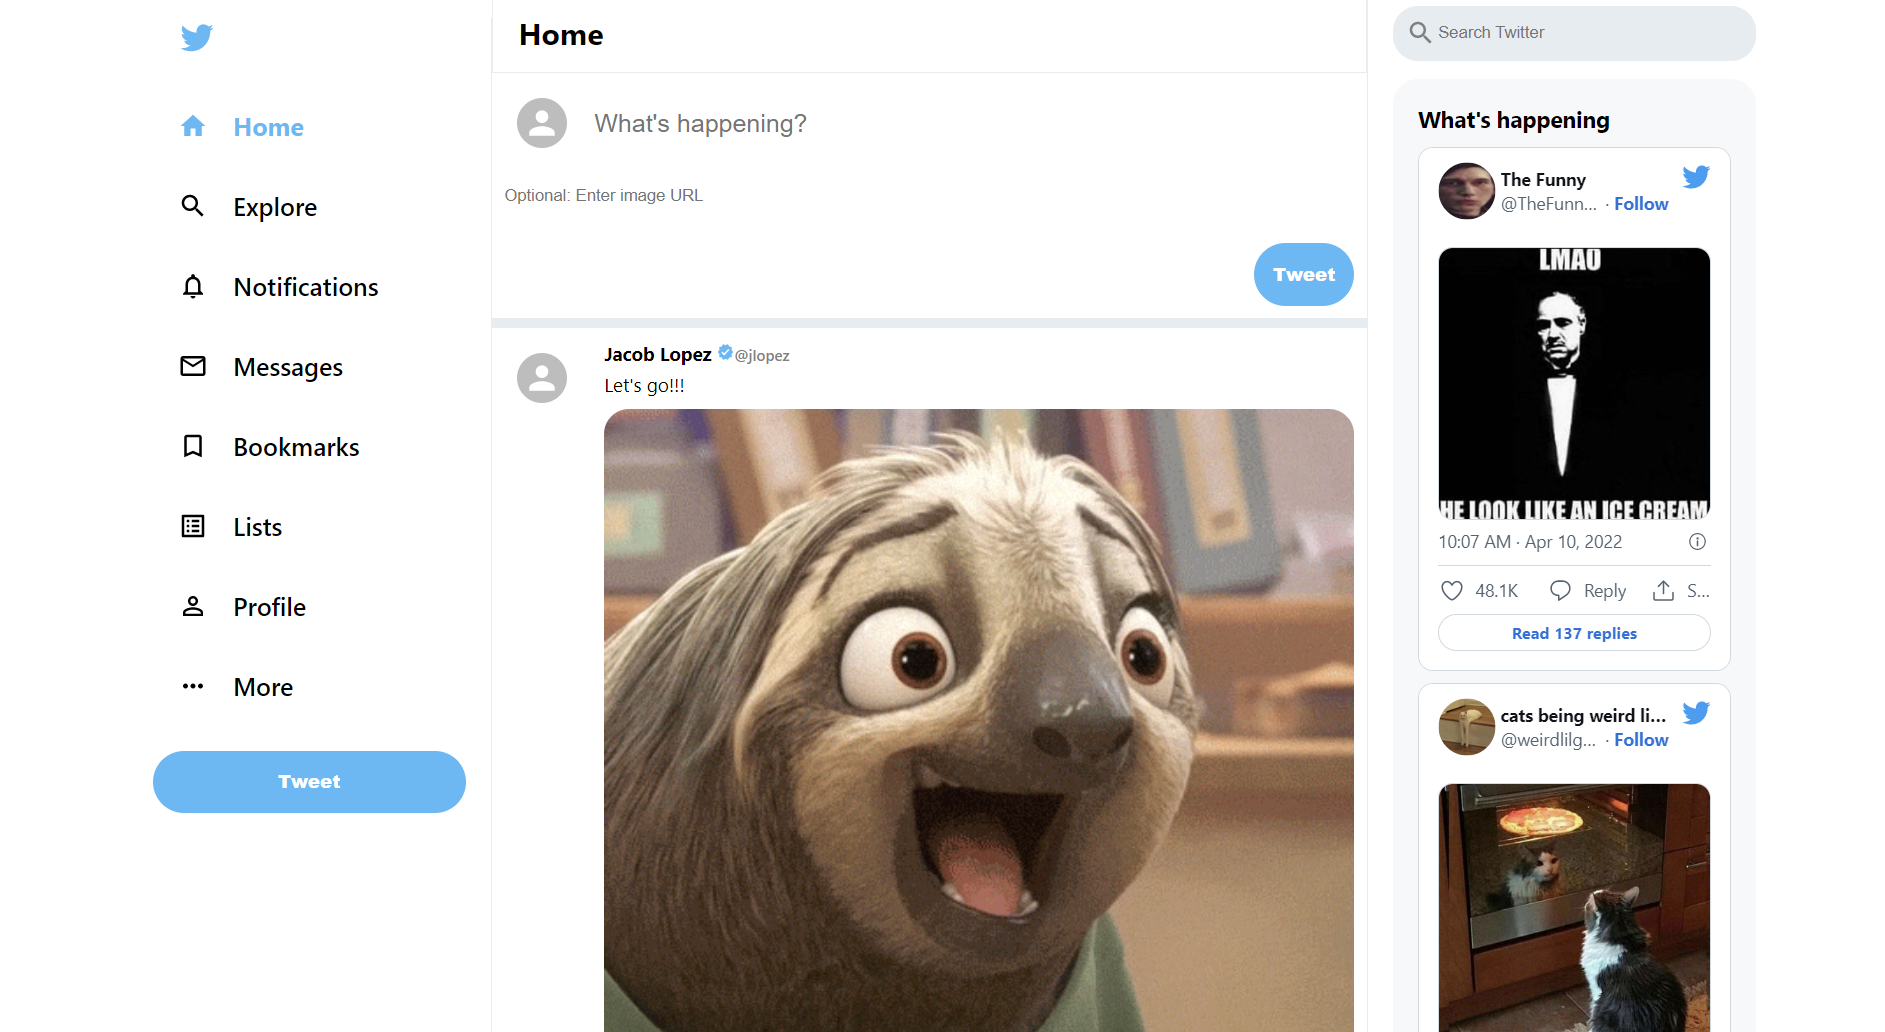 Home
Explore
Notifications
Messages
Bookmarks
Lists
Profile
More
Tweet
Home
What's happening?
Optional: Enter image URL
Tweet
Jacob Lopez @jlopez
Let's go!!!
Search Twitter
What's happening
The Funny
@TheFunn... · Follow
LMAO
HE LOOK LIKE AN ICE CREAM
10:07 AM · Apr 10, 2022
48.1K Reply S...
Read 137 replies
cats being weird li...
@weirdlilg... · Follow